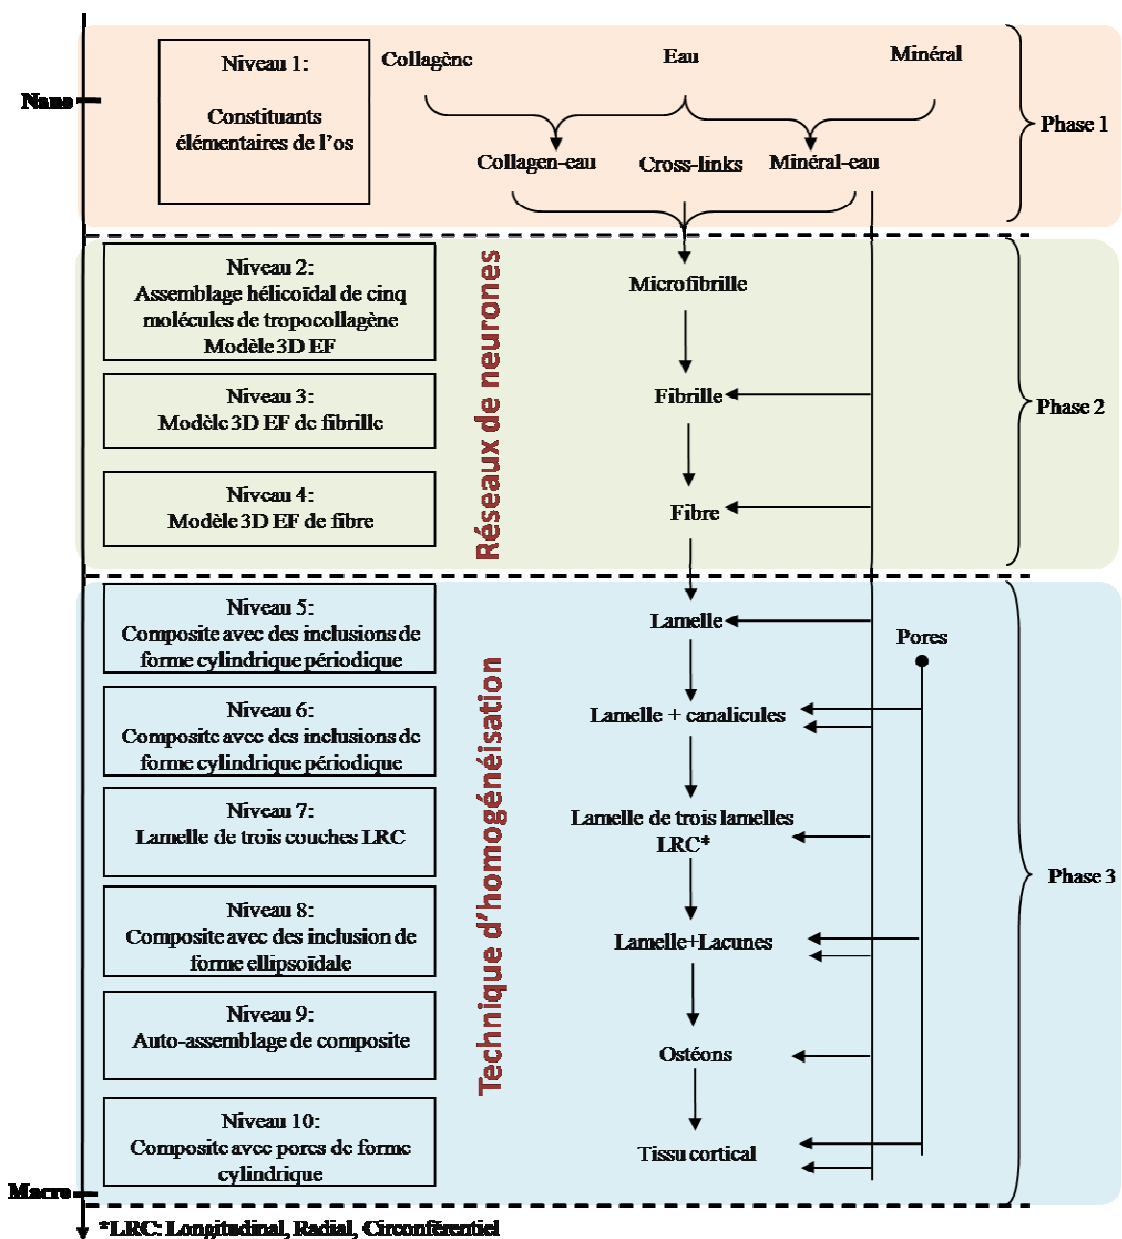 Nano
Niveau 1:
Constituants
élémentaires de l’os
Collagène
Eau
Minéral
Collagen-eau
Cross-links
Minéral-eau
Phase 1
Niveau 2:
Assemblage hélicoïdal de cinq
molécules de tropocollagène
Modèle 3D EF
Niveau 3:
Modèle 3D EF de fibrille
Niveau 4:
Modèle 3D EF de fibre
Réseaux de neurones
Microfibrille
Fibrille
Fibre
Phase 2
Niveau 5:
Composite avec des inclusions de
forme cylindrique périodique
Niveau 6:
Composite avec des inclusions de
forme cylindrique périodique
Niveau 7:
Lamelle de trois couches LRC
Niveau 8:
Composite avec des inclusion de
forme ellipsoïdale
Niveau 9:
Auto-assemblage de composite
Niveau 10:
Composite avec pores de forme
cylindrique
Technique d’homogénéisation
Lamelle
Pores
Lamelle + canalicules
Lamelle de trois lamelles
LRC*
Lamelle+Lacunes
Ostéons
Tissu cortical
Phase 3
Macro
*LRC: Longitudinal, Radial, Circonférentiel